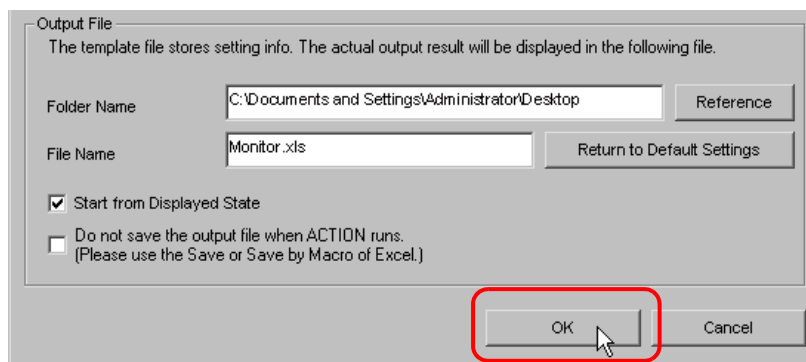 Output File
The template file stores setting info. The actual output result will be displayed in the following file.
Folder Name
C:\Documents and Settings\Administrator\Desktop
Reference
File Name
Monitor.xls
Return to Default Settings
Start from Displayed State
Do not save the output file when ACTION runs.
(Please use the Save or Save by Macro of Excel.)
OK
Cancel